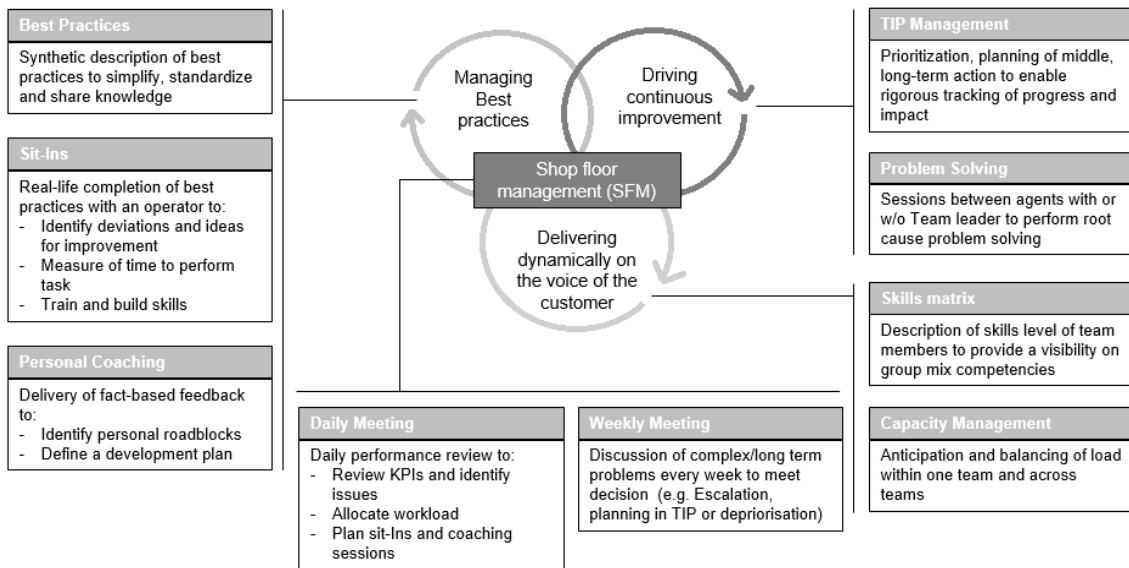 Best Practices
Synthetic description of best
practices to simplify, standardize
and share knowledge
Sit-Ins
Real-life completion of best
practices with an operator to:
- Identify deviations and ideas
for improvement
- Measure of time to perform
task
- Train and build skills
Personal Coaching
Delivery of fact-based feedback
to:
- Identify personal roadblocks
- Define a development plan
Managing
Best
practices
Driving
continuous
improvement
Shop floor
management (SFM)
Delivering
dynamically on
the voice of the
customer
Daily Meeting
Daily performance review to:
- Review KPIs and identify
issues
- Allocate workload
- Plan sit-Ins and coaching
sessions
Weekly Meeting
Discussion of complex/long term
problems every week to meet
decision (e.g. Escalation,
planning in TIP or depriorisation)
TIP Management
Prioritization, planning of middle,
long-term action to enable
rigorous tracking of progress and
impact
Problem Solving
Sessions between agents with or
w/o Team leader to perform root
cause problem solving
Skills matrix
Description of skills level of team
members to provide a visibility on
group mix competencies
Capacity Management
Anticipation and balancing of load
within one team and across
teams